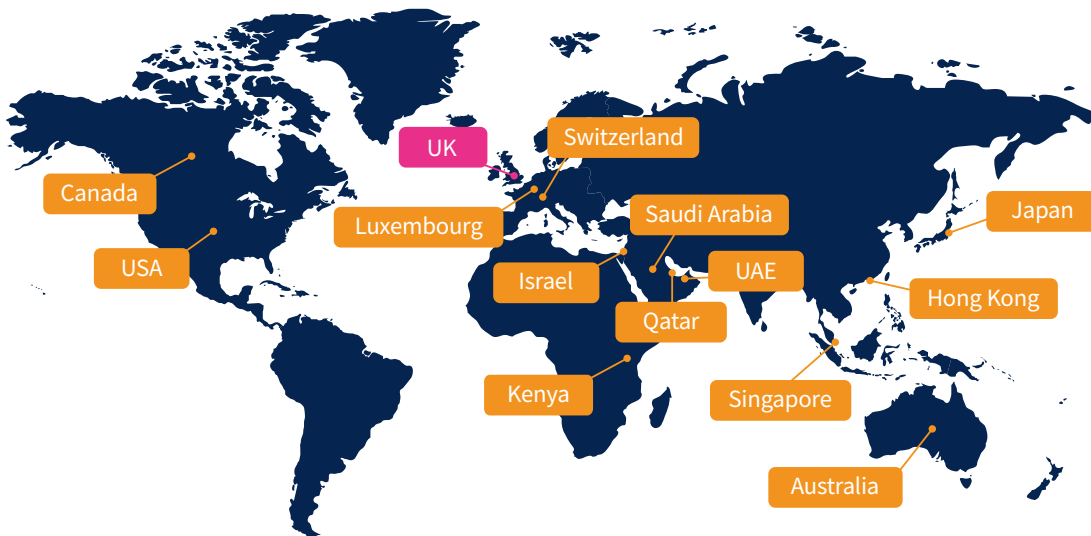 Switzerland
UK
Canada
Luxembourg
Saudi Arabia
Japan
USA
Israel
UAE
Qatar
Hong Kong
Kenya
Singapore
Australia